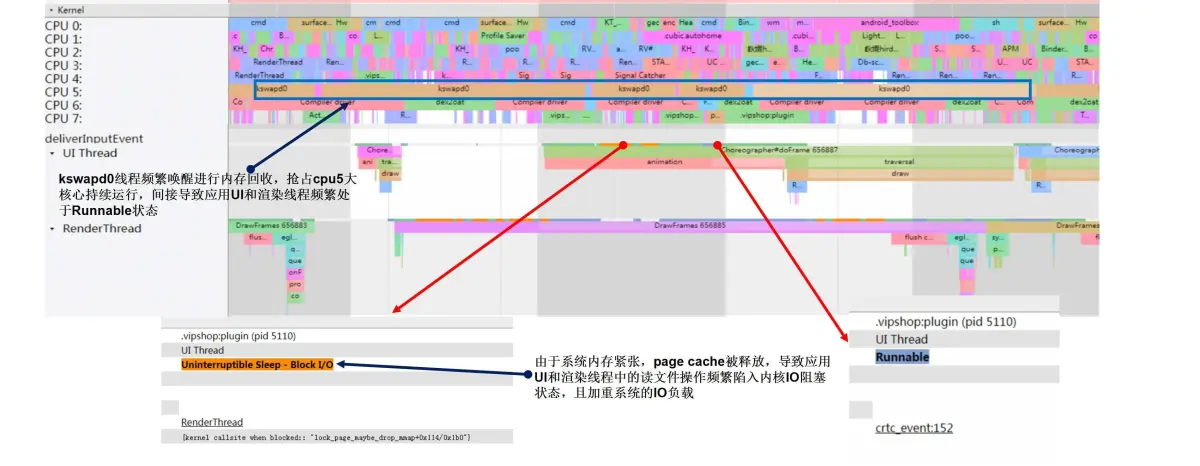 Kernel
CPU 0:
CPU 1:
CPU 2:
CPU 3:
CPU 4:
CPU 5:
CPU 6:
CPU 7:
cmd surface... Hw cm cmd cmd surface... Hw cmd KT_... gec enc Hea cmd Bin... w... m... android_toolbox sh surface... Hw
.c B... co L... Profile Saver cubic.autohome .cubi... Light... poo... co
KH_ Chr KH_ poo RV... a... RV# KH_ K... B... S... S... APM Binder...
RenderThread R... R... Ren... STA... UC gec... e... He... Db-sc... U... UC
RenderThread .vips... k... Sig Sig Signal Catcher F... Ren... Ren...
kswapd0 kswapd0 kswapd0 kswapd0 kswapd0
Co Compiler driver dex2oat Compiler driver dex2oat Compiler driver C... F... Compiler driver dex2oat Compiler driver C... Com dex2oat
Act... R... .vips... .vipshop... p... .vipshop:plugin R...
deliverInputEvent
UI Thread
Chore... Choreographer#doFrame 656887 Choreograph...
ani tra... animation traversal
draw draw
R... R...
kswapd0线程频繁唤醒进行内存回收，抢占cpu5大
核心持续运行，间接导致应用UI和渲染线程频繁处
于Runnable状态
RenderThread
DrawFrames 656883 DrawFrames 656885 DrawFrames 656...
flus... egl... flush c... egl... sy...
q... q... p...
que que
onF
pro
co
.vipshop:plugin (pid 5110)
UI Thread
Uninterruptible Sleep - Block I/O
RenderThread
{kernel callsite when blocked:: "lock_page_maybe_drop_mmap+0x114/0x1b0"}
由于系统内存紧张，page cache被释放，导致应用
UI和渲染线程中的读文件操作频繁陷入内核IO阻塞
状态，且加重系统的IO负载
.vipshop:plugin (pid 5110)
UI Thread
Runnable
crtc_event:152